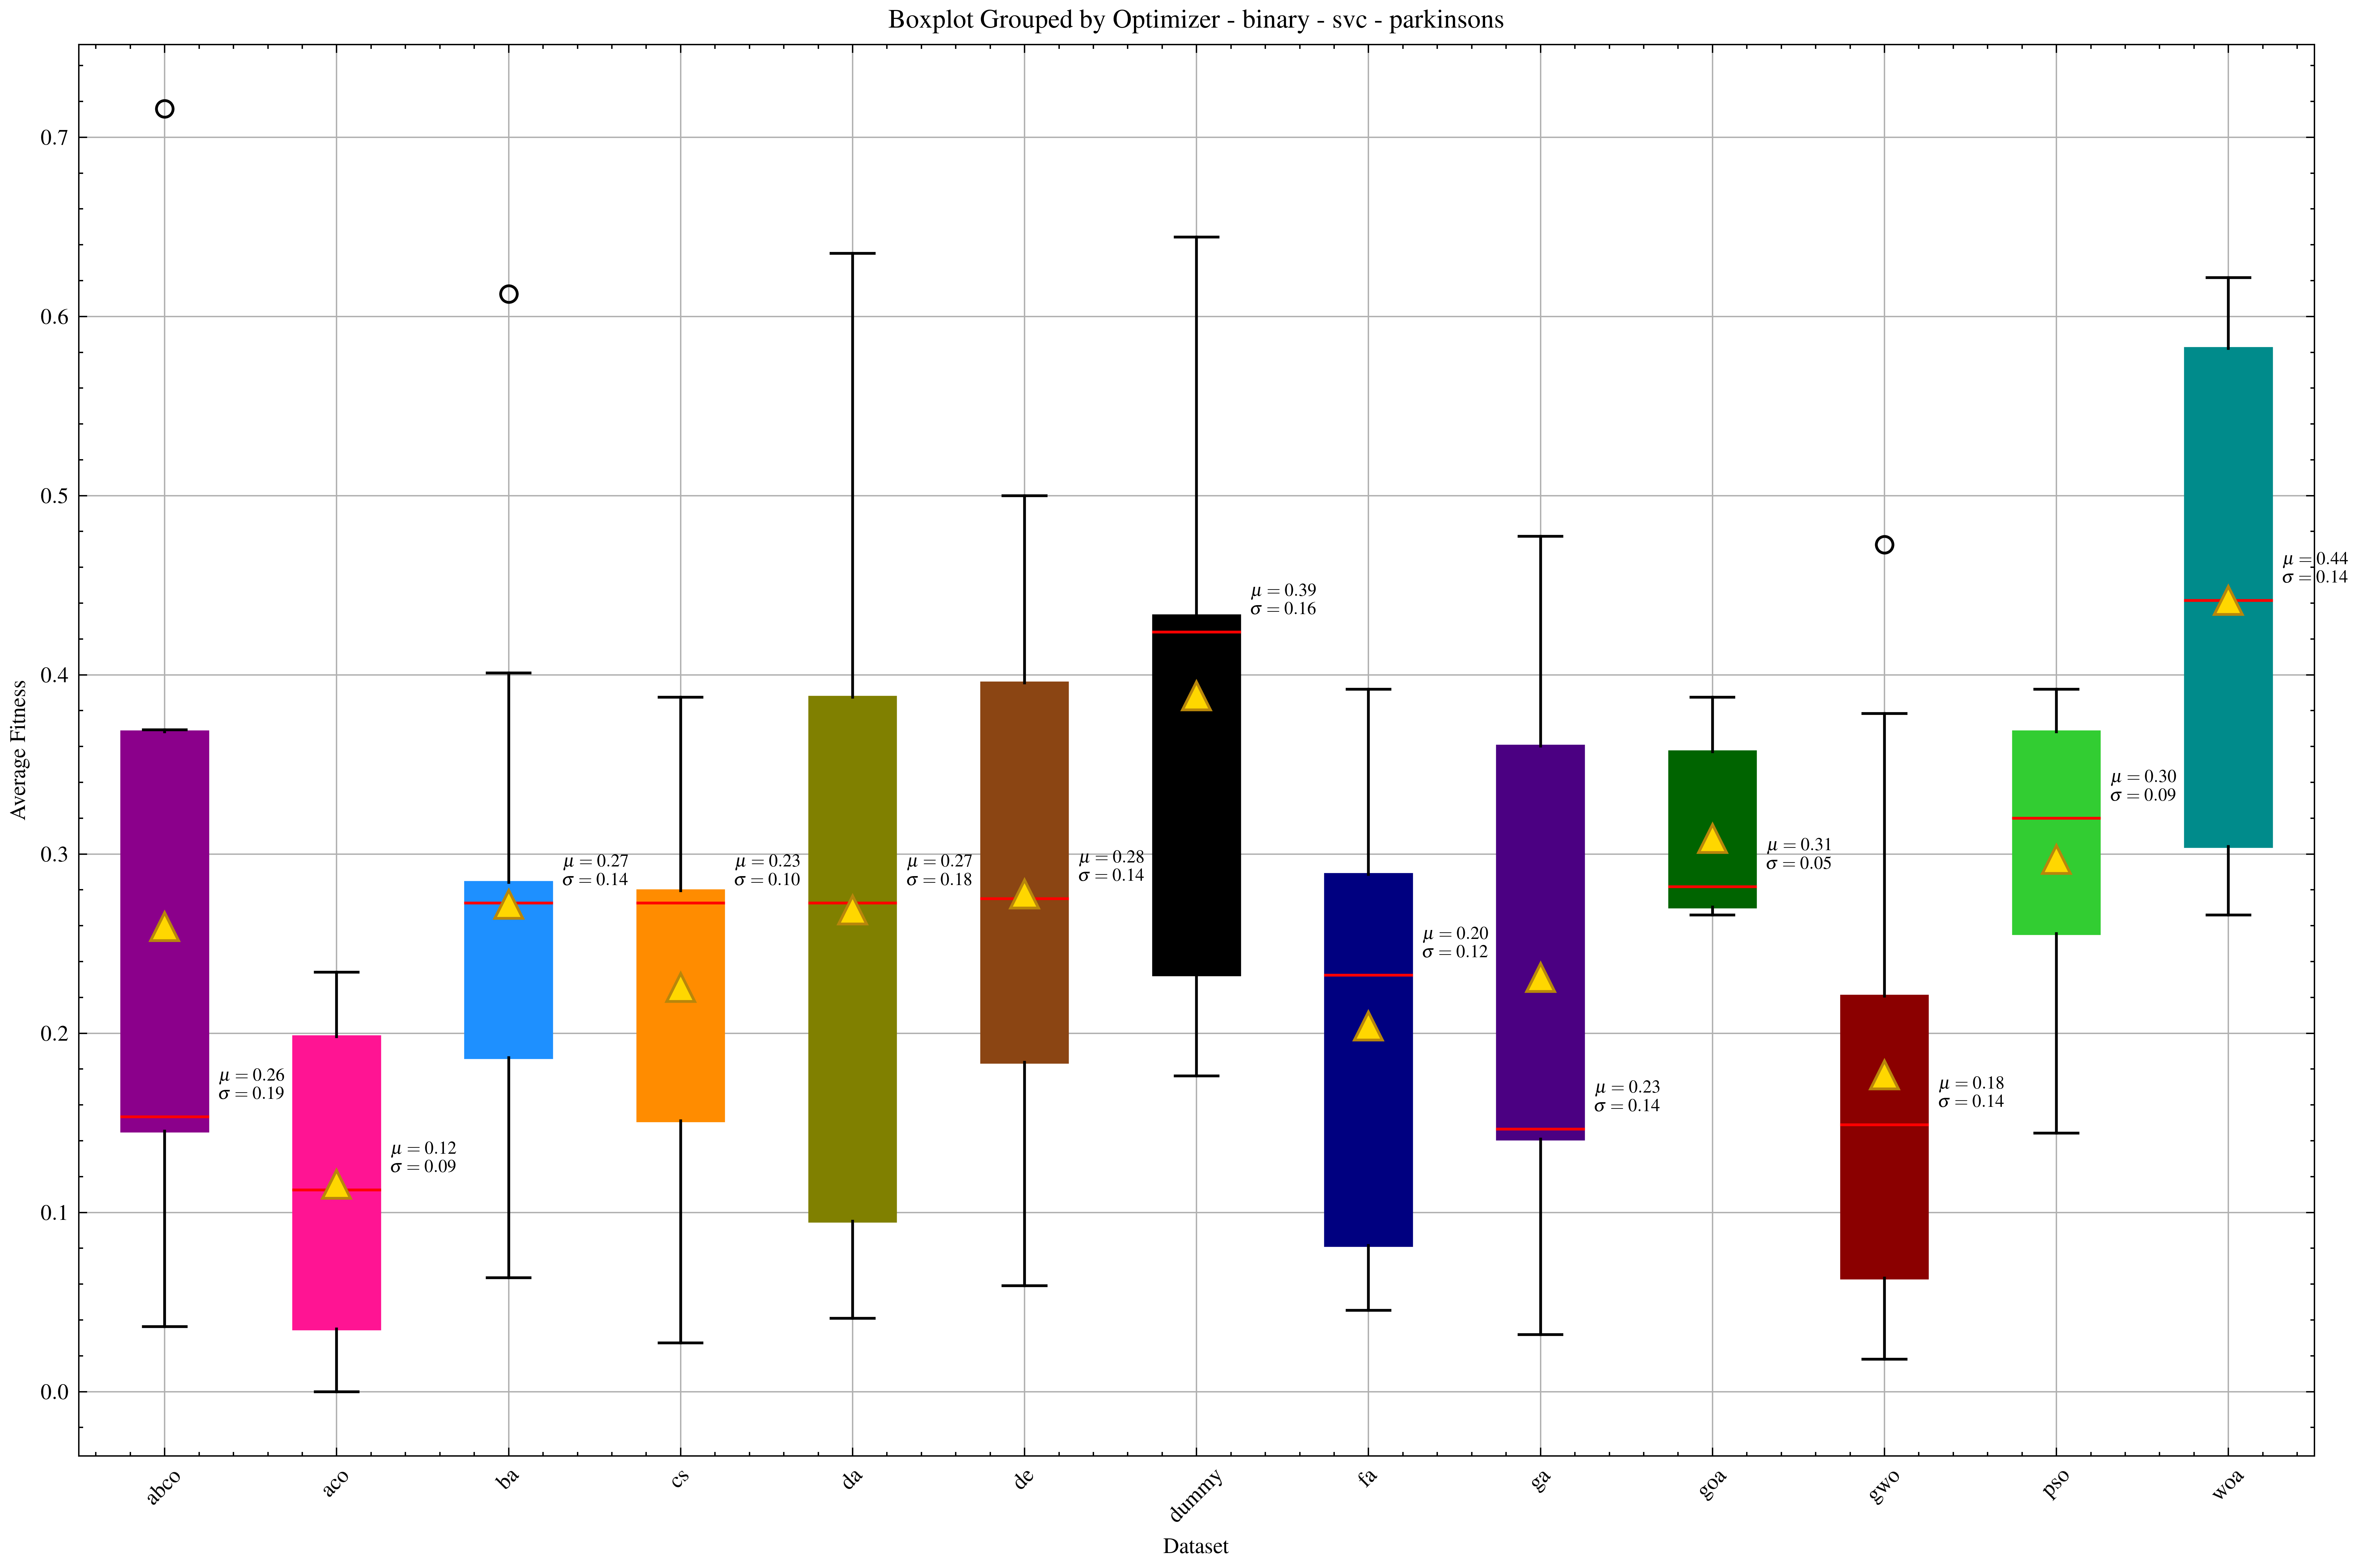 Boxplot Grouped by Optimizer - binary - svc - parkinsons
Average Fitness
0.7
0.6
0.5
0.4
0.3
0.2
0.1
0.0
μ = 0.26
σ = 0.19
μ = 0.12
σ = 0.09
μ = 0.27
σ = 0.14
μ = 0.23
σ = 0.10
μ = 0.27
σ = 0.18
μ = 0.28
σ = 0.14
μ = 0.39
σ = 0.16
μ = 0.20
σ = 0.12
μ = 0.23
σ = 0.14
μ = 0.31
σ = 0.05
μ = 0.18
σ = 0.14
μ = 0.30
σ = 0.09
μ = 0.44
σ = 0.14
abco
aco
ba
cs
da
de
dummy
fa
ga
goa
gwo
pso
woa
Dataset